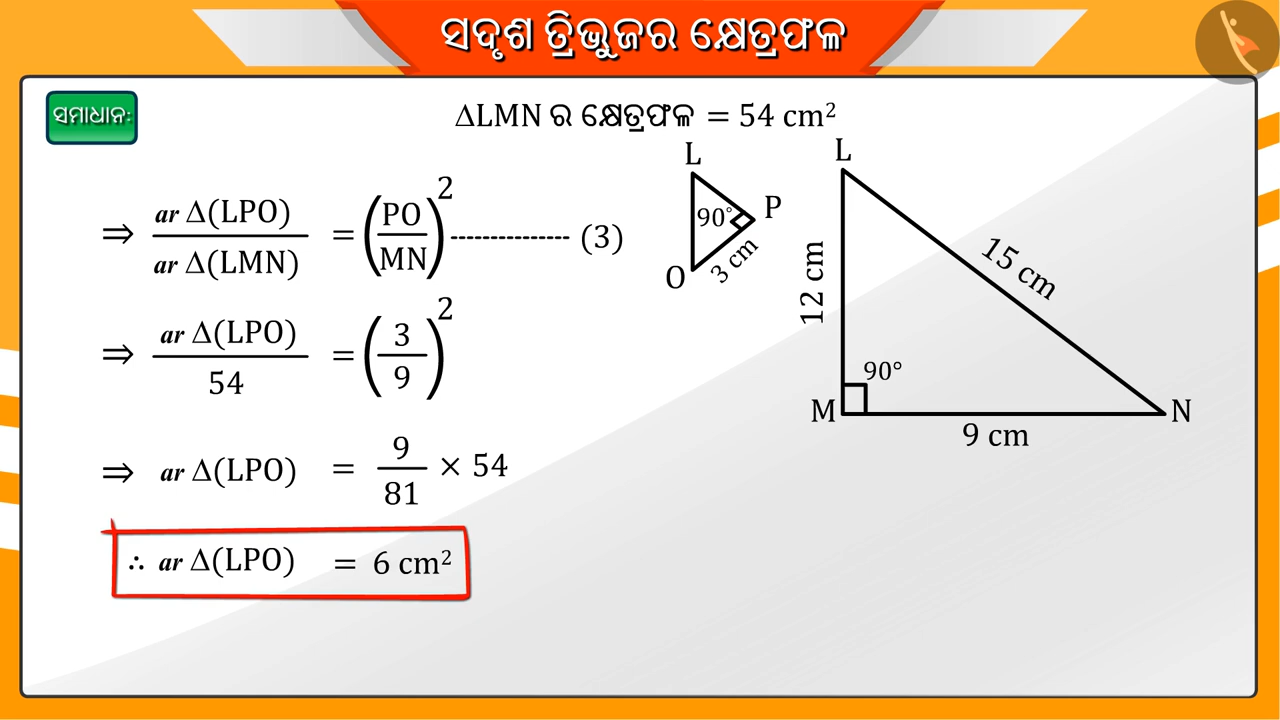 ସଦୃଶ ତ୍ରିଭୁଜର କ୍ଷେତ୍ରଫଳ
ସମାଧାନ:
ΔLMN ର କ୍ଷେତ୍ରଫଳ = 54 cm²
⇒ ar Δ(LPO) / ar Δ(LMN) = (PO/MN)² --------------- (3)
⇒ ar Δ(LPO) / 54 = (3/9)²
⇒ ar Δ(LPO) = 9/81 × 54
∴ ar Δ(LPO) = 6 cm²
L
90°
P
O
3 cm
L
12 cm
15 cm
90°
M
N
9 cm